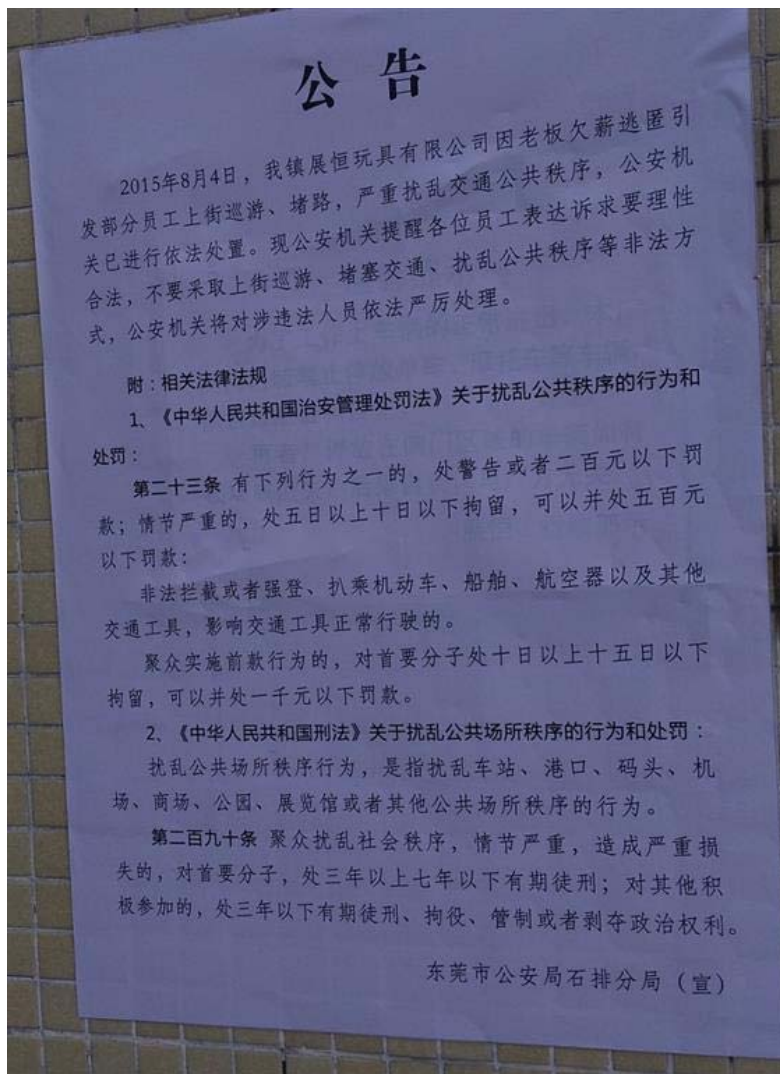 公告
2015年8月4日，我镇展恒玩具有限公司因老板欠薪逃匿引
发部分员工上街巡游、堵路，严重扰乱交通公共秩序，公安机
关已进行依法处置。现公安机关提醒各位员工表达诉求要理性
合法，不要采取上街巡游、堵塞交通、扰乱公共秩序等非法方
式，公安机关将对涉违法人员依法严厉处理。
附：相关法律法规
1、《中华人民共和国治安管理处罚法》关于扰乱公共秩序的行为和
处罚：
第二十三条 有下列行为之一的，处警告或者二百元以下罚
款；情节严重的，处五日以上十日以下拘留，可以并处五百元
以下罚款：
非法拦截或者强登、扒乘机动车、船舶、航空器以及其他
交通工具，影响交通工具正常行驶的。
聚众实施前款行为的，对首要分子处十日以上十五日以下
拘留，可以并处一千元以下罚款。
2、《中华人民共和国刑法》关于扰乱公共场所秩序的行为和处罚：
扰乱公共场所秩序行为，是指扰乱车站、港口、码头、机
场、商场、公园、展览馆或者其他公共场所秩序的行为。
第二百九十条 聚众扰乱社会秩序，情节严重，造成严重损
失的，对首要分子，处三年以上七年以下有期徒刑；对其他积
极参加的，处三年以下有期徒刑、拘役、管制或者剥夺政治权利。
东莞市公安局石排分局（宣）